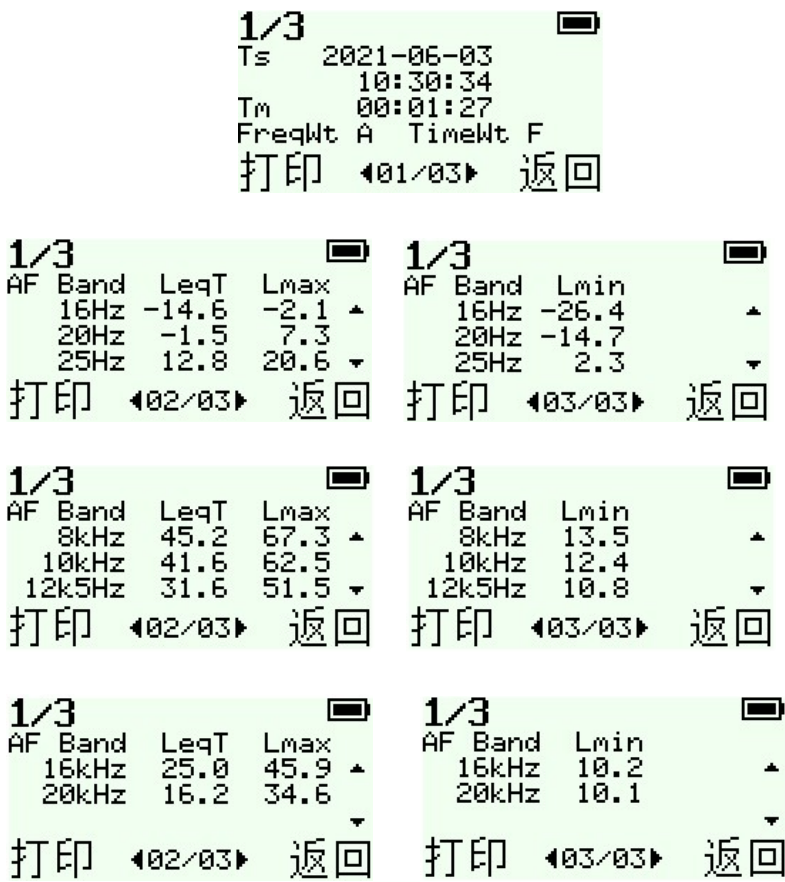 1/3
Ts 2021-06-03
10:30:34
Tm 00:01:27
FreqWt A TimeWt F
打印 01/03 返回
1/3
AF Band LeqT Lmax
16Hz -14.6 -2.1
20Hz -1.5 7.3
25Hz 12.8 20.6
打印 02/03 返回
1/3
AF Band Lmin
16Hz -26.4
20Hz -14.7
25Hz 2.3
打印 03/03 返回
1/3
AF Band LeqT Lmax
8kHz 45.2 67.3
10kHz 41.6 62.5
12k5Hz 31.6 51.5
打印 02/03 返回
1/3
AF Band Lmin
8kHz 13.5
10kHz 12.4
12k5Hz 10.8
打印 03/03 返回
1/3
AF Band LeqT Lmax
16kHz 25.0 45.9
20kHz 16.2 34.6
打印 02/03 返回
1/3
AF Band Lmin
16kHz 10.2
20kHz 10.1
打印 03/03 返回